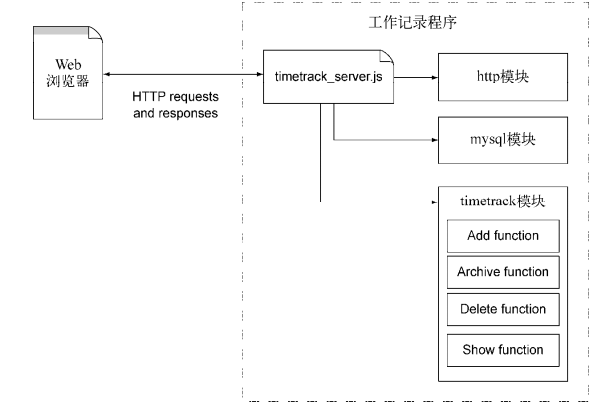 工作记录程序
Web
浏览器
timetrack_server.js
http模块
HTTP requests
and responses
mysql模块
timetrack模块
Add function
Archive function
Delete function
Show function